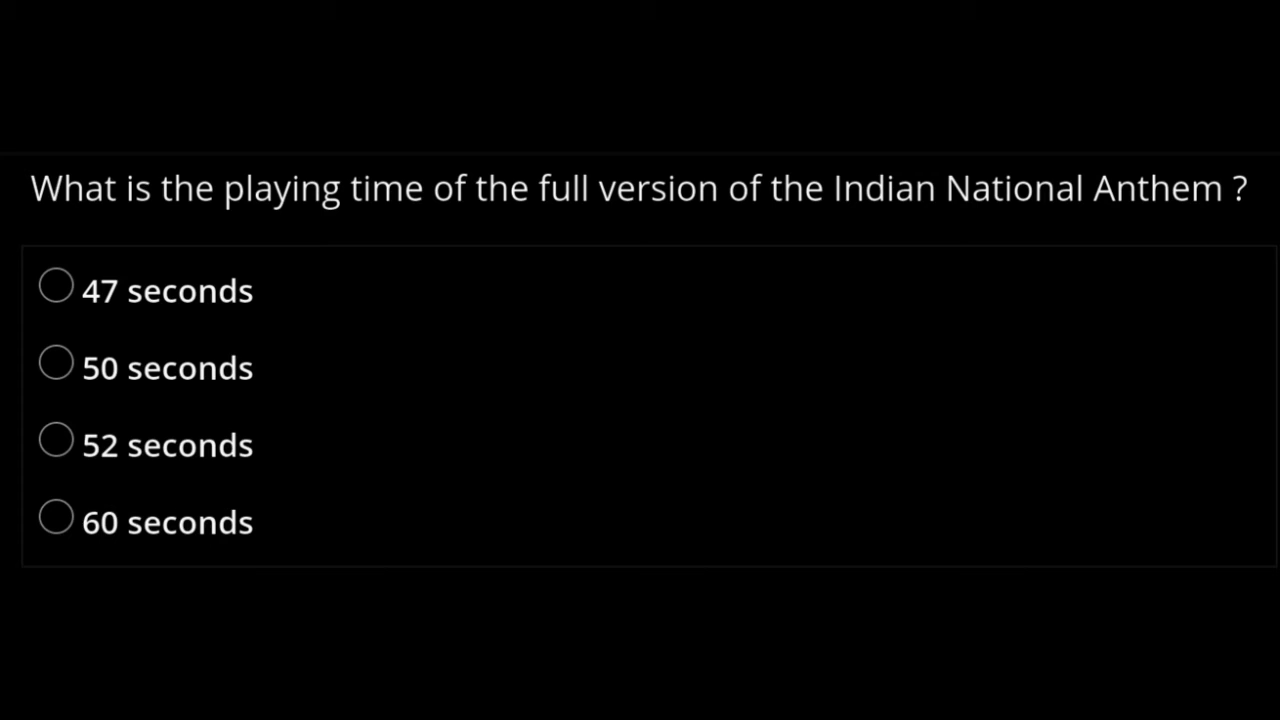 What is the playing time of the full version of the Indian National Anthem ?
47 seconds
50 seconds
52 seconds
60 seconds